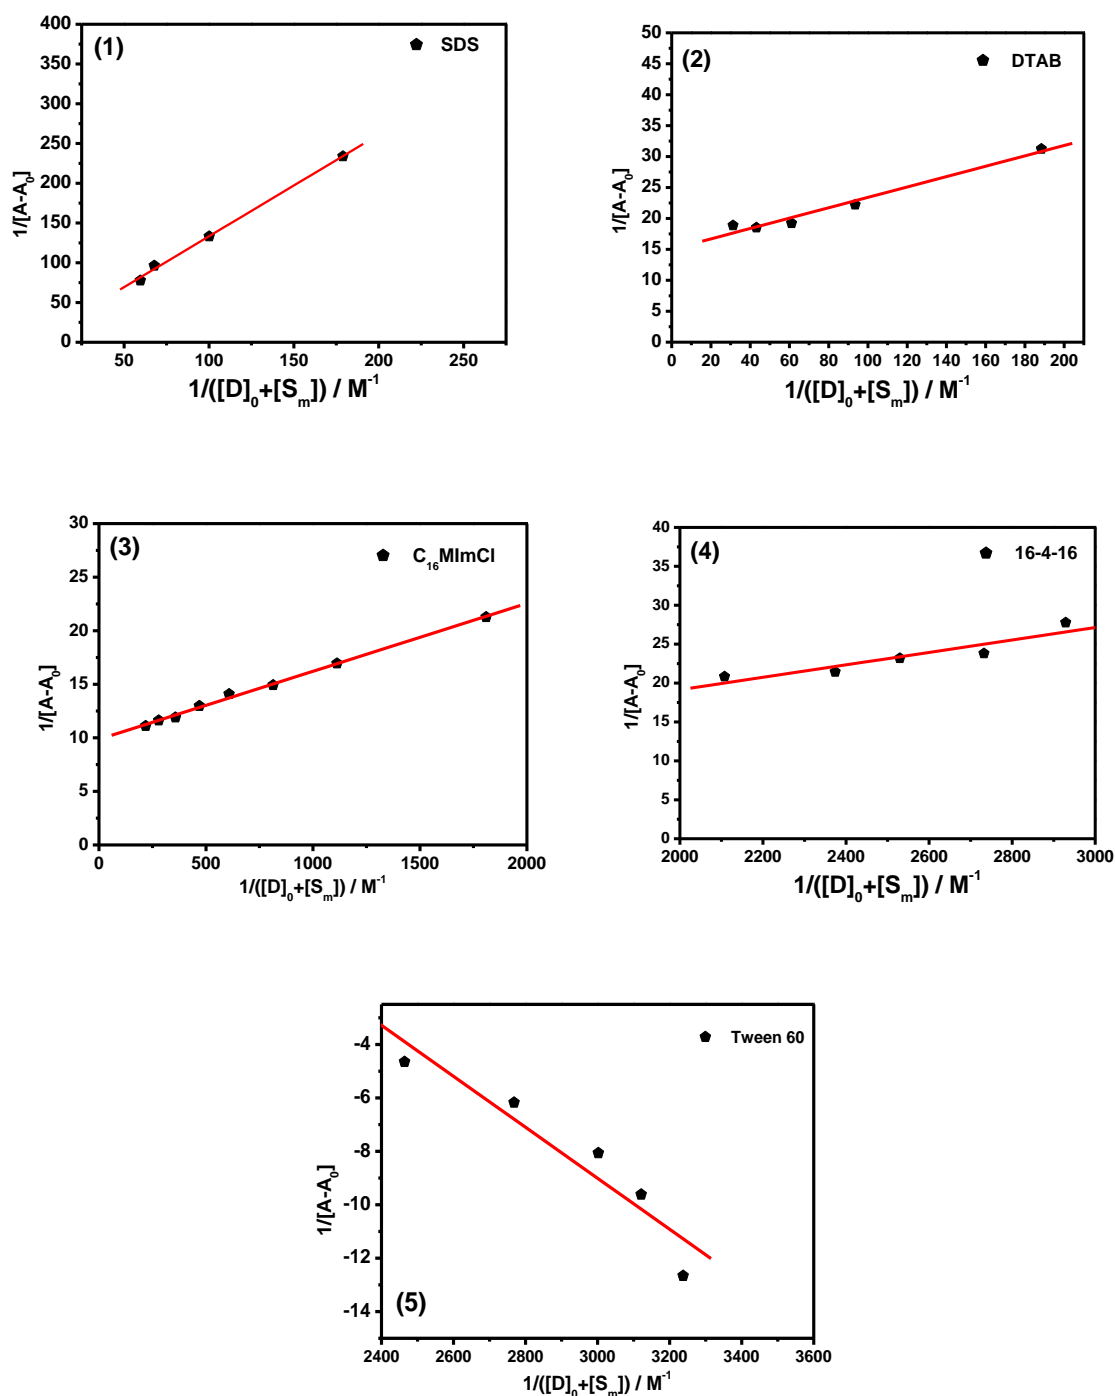 (1)
SDS
400
350
300
250
200
150
100
50
0
50 100 150 200 250
1/[A-A₀]
1/([D]₀+[Sₘ]) / M⁻¹
(2)
DTAB
50
45
40
35
30
25
20
15
10
5
0
0 20 40 60 80 100 120 140 160 180 200
1/[A-A₀]
1/([D]₀+[Sₘ]) / M⁻¹
(3)
C₁₆MImCl
30
25
20
15
10
5
0
0 500 1000 1500 2000
1/[A-A₀]
1/([D]₀+[Sₘ]) / M⁻¹
(4)
16-4-16
40
35
30
25
20
15
10
5
0
2000 2200 2400 2600 2800 3000
1/[A-A₀]
1/([D]₀+[Sₘ]) / M⁻¹
Tween 60
-4
-6
-8
-10
-12
-14
(5)
2400 2600 2800 3000 3200 3400 3600
1/[A-A₀]
1/([D]₀+[Sₘ]) / M⁻¹